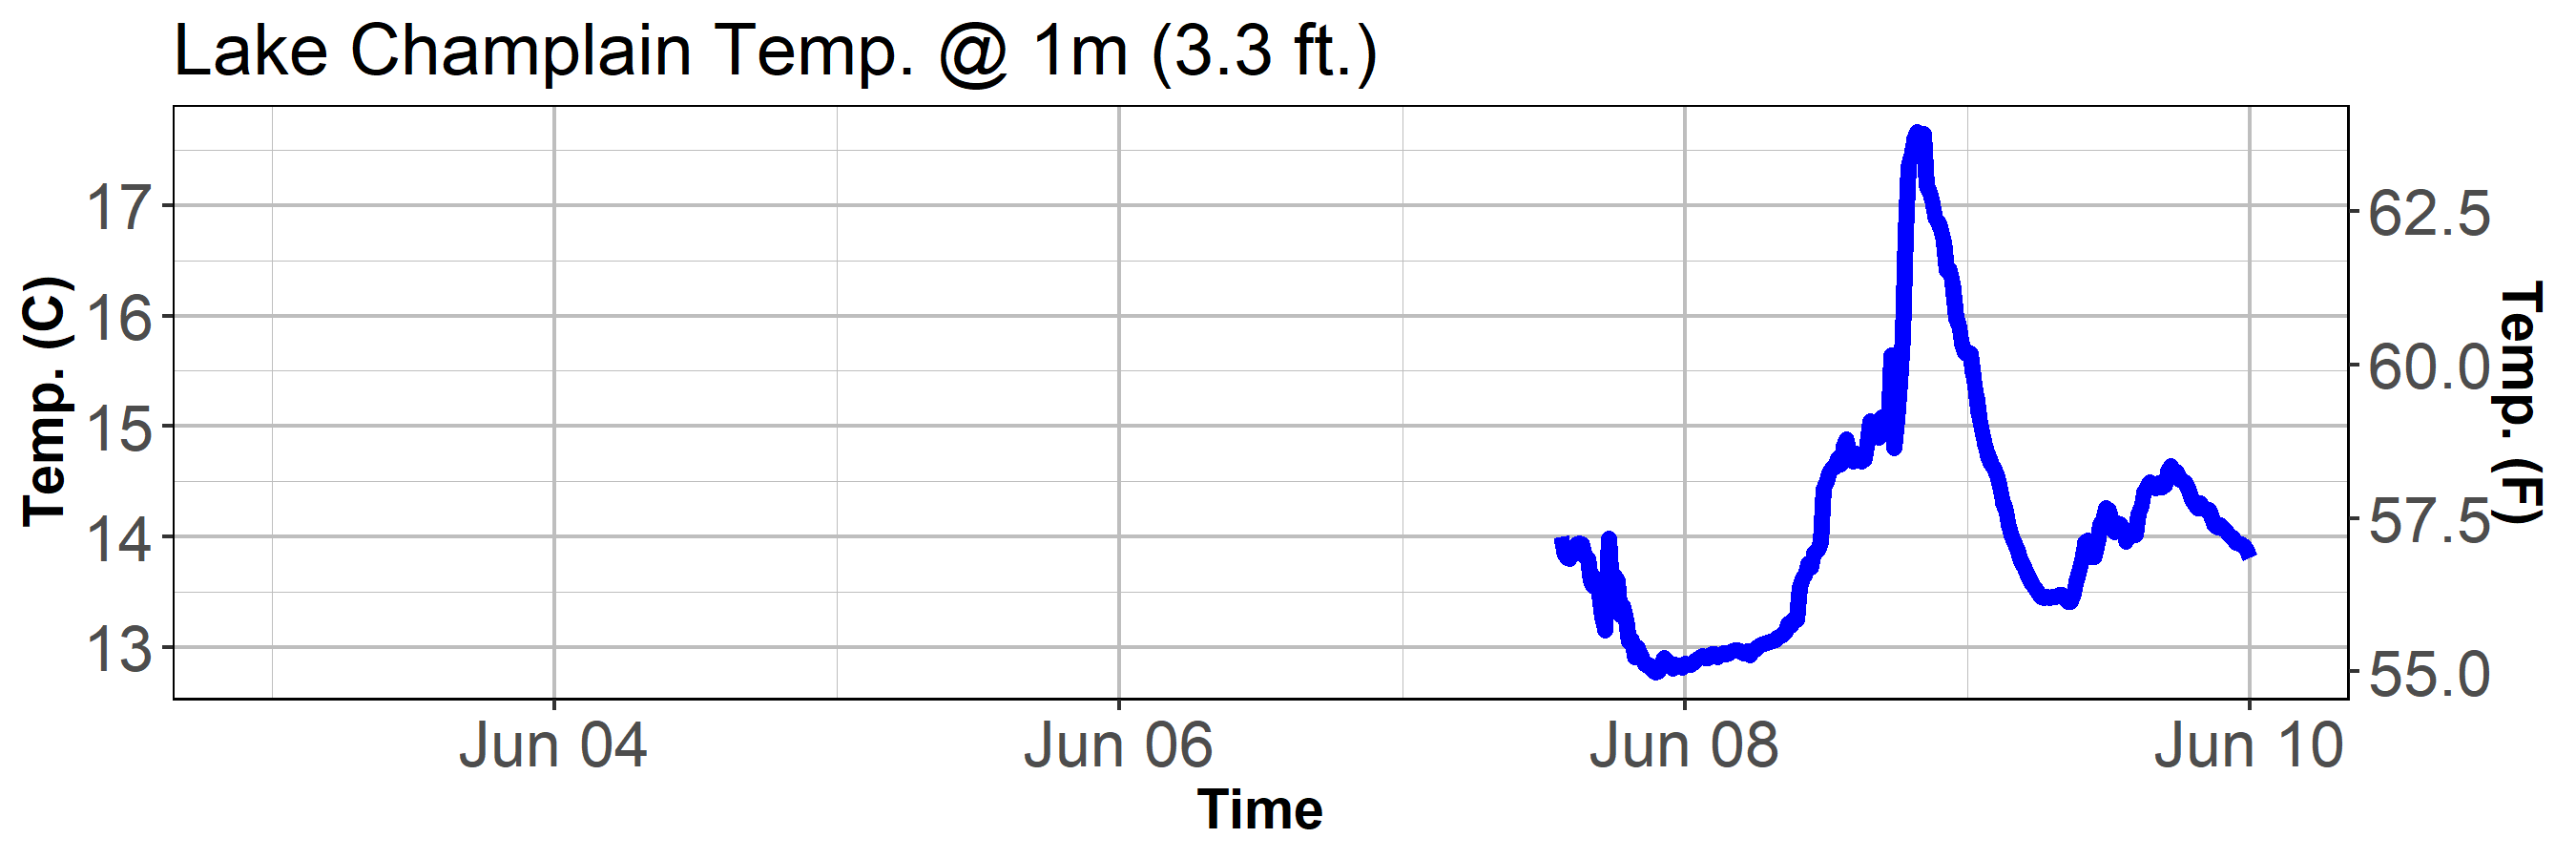 Lake Champlain Temp. @ 1m (3.3 ft.)
Temp. (C)
17
16
15
14
13
62.5
60.0
57.5
55.0
Temp. (F)
Jun 04
Jun 06
Jun 08
Jun 10
Time